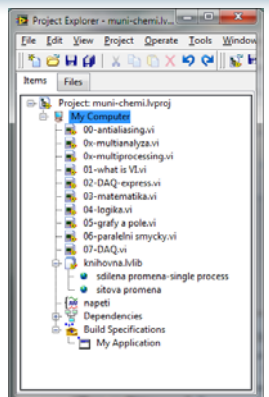 Project Explorer - muni-chemi.lv...
File Edit View Project Operate Tools Window
Items Files
Project: muni-chemi.lvproj
My Computer
00-antialiasing.vi
0x-multianalyza.vi
0x-multiprocessing.vi
01-what is VI.vi
02-DAQ-express.vi
03-matematika.vi
04-logika.vi
05-grafy a pole.vi
06-paralelni smycky.vi
07-DAQ.vi
knihovna.lvlib
sdilena promena-single process
sitova promena
napeti
Dependencies
Build Specifications
My Application